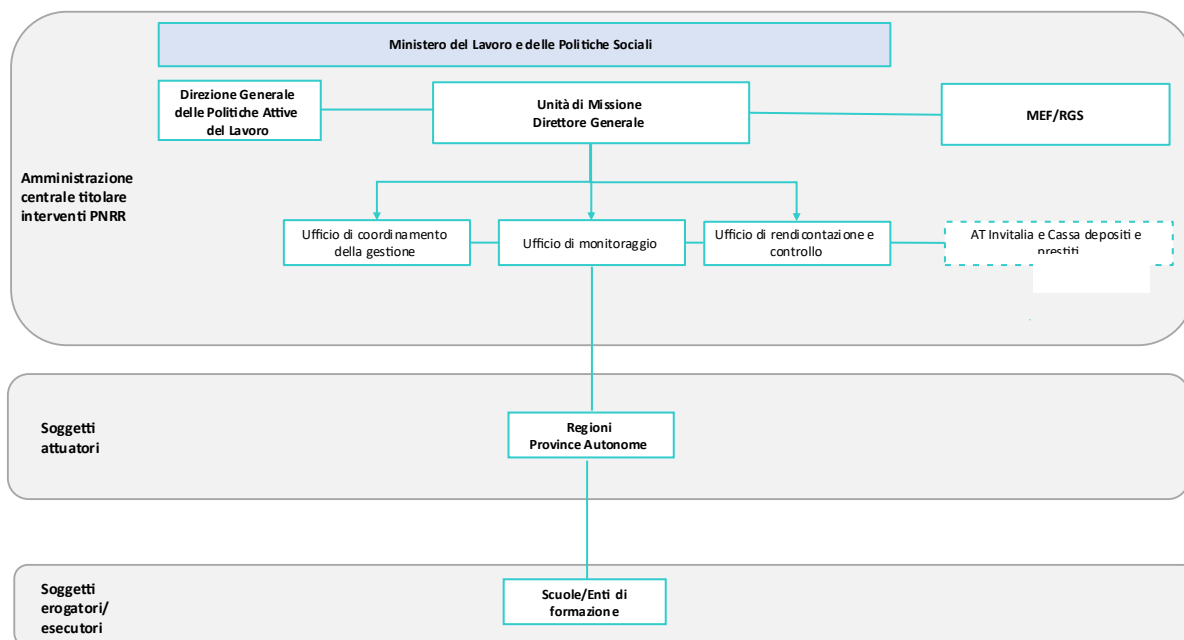 Ministero del Lavoro e delle Politiche Sociali
Direzione Generale
delle Politiche Attive
del Lavoro
Unità di Missione
Direttore Generale
MEF/RGS
Amministrazione
centrale titolare
interventi PNRR
Ufficio di coordinamento
della gestione
Ufficio di monitoraggio
Ufficio di rendicontazione e
controllo
AT Invitalia e Cassa depositi e
prestiti
Soggetti
attuatori
Regioni
Province Autonome
Soggetti
erogatori/
esecutori
Scuole/Enti di
formazione